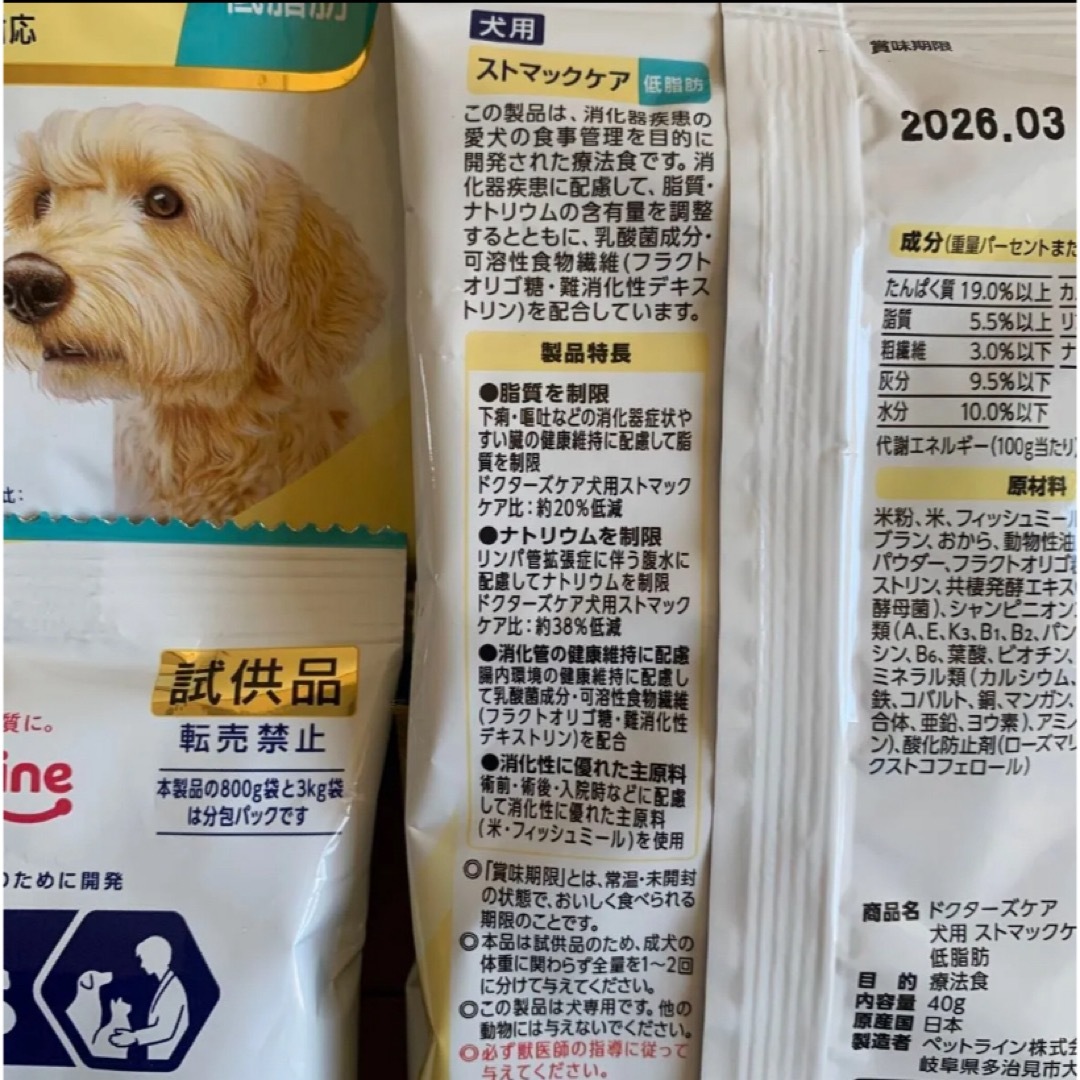 応
低脂肪
比:
試供品
転売禁止
本製品の800g袋と3kg袋
は分包パックです
質に。
ine
のために開発
犬用
ストマックケア 低脂肪
この製品は、消化器疾患の
愛犬の食事管理を目的に
開発された療法食です。消
化器疾患に配慮して、脂質・
ナトリウムの含有量を調整
するとともに、乳酸菌成分・
可溶性食物繊維(フラクト
オリゴ糖・難消化性デキス
トリン)を配合しています。
製品特長
●脂質を制限
下痢・嘔吐などの消化器症状や
すい臓の健康維持に配慮して脂
質を制限
ドクターズケア犬用ストマック
ケア比:約20%低減
●ナトリウムを制限
リンパ管拡張症に伴う腹水に
配慮してナトリウムを制限
ドクターズケア犬用ストマック
ケア比:約38%低減
●消化管の健康維持に配慮
腸内環境の健康維持に配慮し
て乳酸菌成分・可溶性食物繊維
(フラクトオリゴ糖・難消化性
デキストリン)を配合
●消化性に優れた主原料
術前・術後・入院時などに配慮
して消化性に優れた主原料
(米・フィッシュミール)を使用
◎「賞味期限」とは、常温・未開封
の状態で、おいしく食べられる
期限のことです。
◎本品は試供品のため、成犬の
体重に関わらず全量を1〜2回
に分けて与えてください。
◎この製品は犬専用です。他の
動物には与えないでください。
◎必ず獣医師の指導に従って
与えてください。
賞味期限
2026.03
成分(重量パーセントまた
たんぱく質 19.0%以上 カ
脂質 5.5%以上 リ
粗繊維 3.0%以下 ナ
灰分 9.5%以下
水分 10.0%以下
代謝エネルギー(100g当たり)
原材料
米粉、米、フィッシュミール
ブラン、おから、動物性油
パウダー、フラクトオリゴ糖
ストリン、共棲発酵エキス(
酵母菌)、シャンピニオン
類(A、E、K3、B1、B2、パン
シン、B6、葉酸、ビオチン、
ミネラル類(カルシウム、
鉄、コバルト、銅、マンガン、
合体、亜鉛、ヨウ素)、アミノ
ン)、酸化防止剤(ローズマリ
クストコフェロール)
商品名 ドクターズケア
犬用 ストマックケ
低脂肪
目的 療法食
内容量 40g
原産国 日本
製造者 ペットライン株式会
岐阜県多治見市大